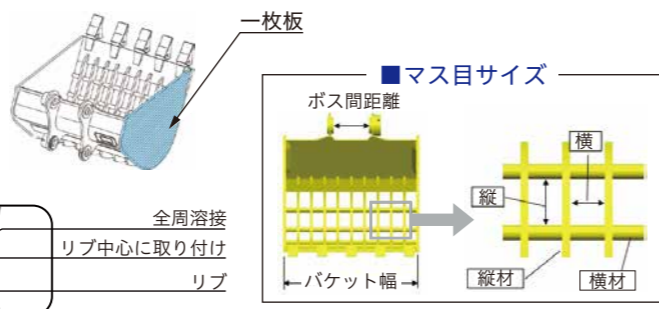 一枚板
■マス目サイズ
ボス間距離
横
縦
全周溶接
リブ中心に取り付け
リブ
バケット幅
縦材
横材